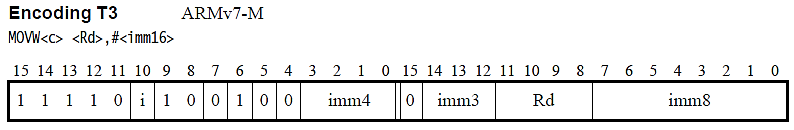 Encoding T3 ARMv7-M
MOVW<c> <Rd>,#<imm16>
15 14 13 12 11 10 9 8 7 6 5 4 3 2 1 0 15 14 13 12 11 10 9 8 7 6 5 4 3 2 1 0
1 1 1 1 0 i 1 0 0 1 0 0 imm4 0 imm3 Rd imm8